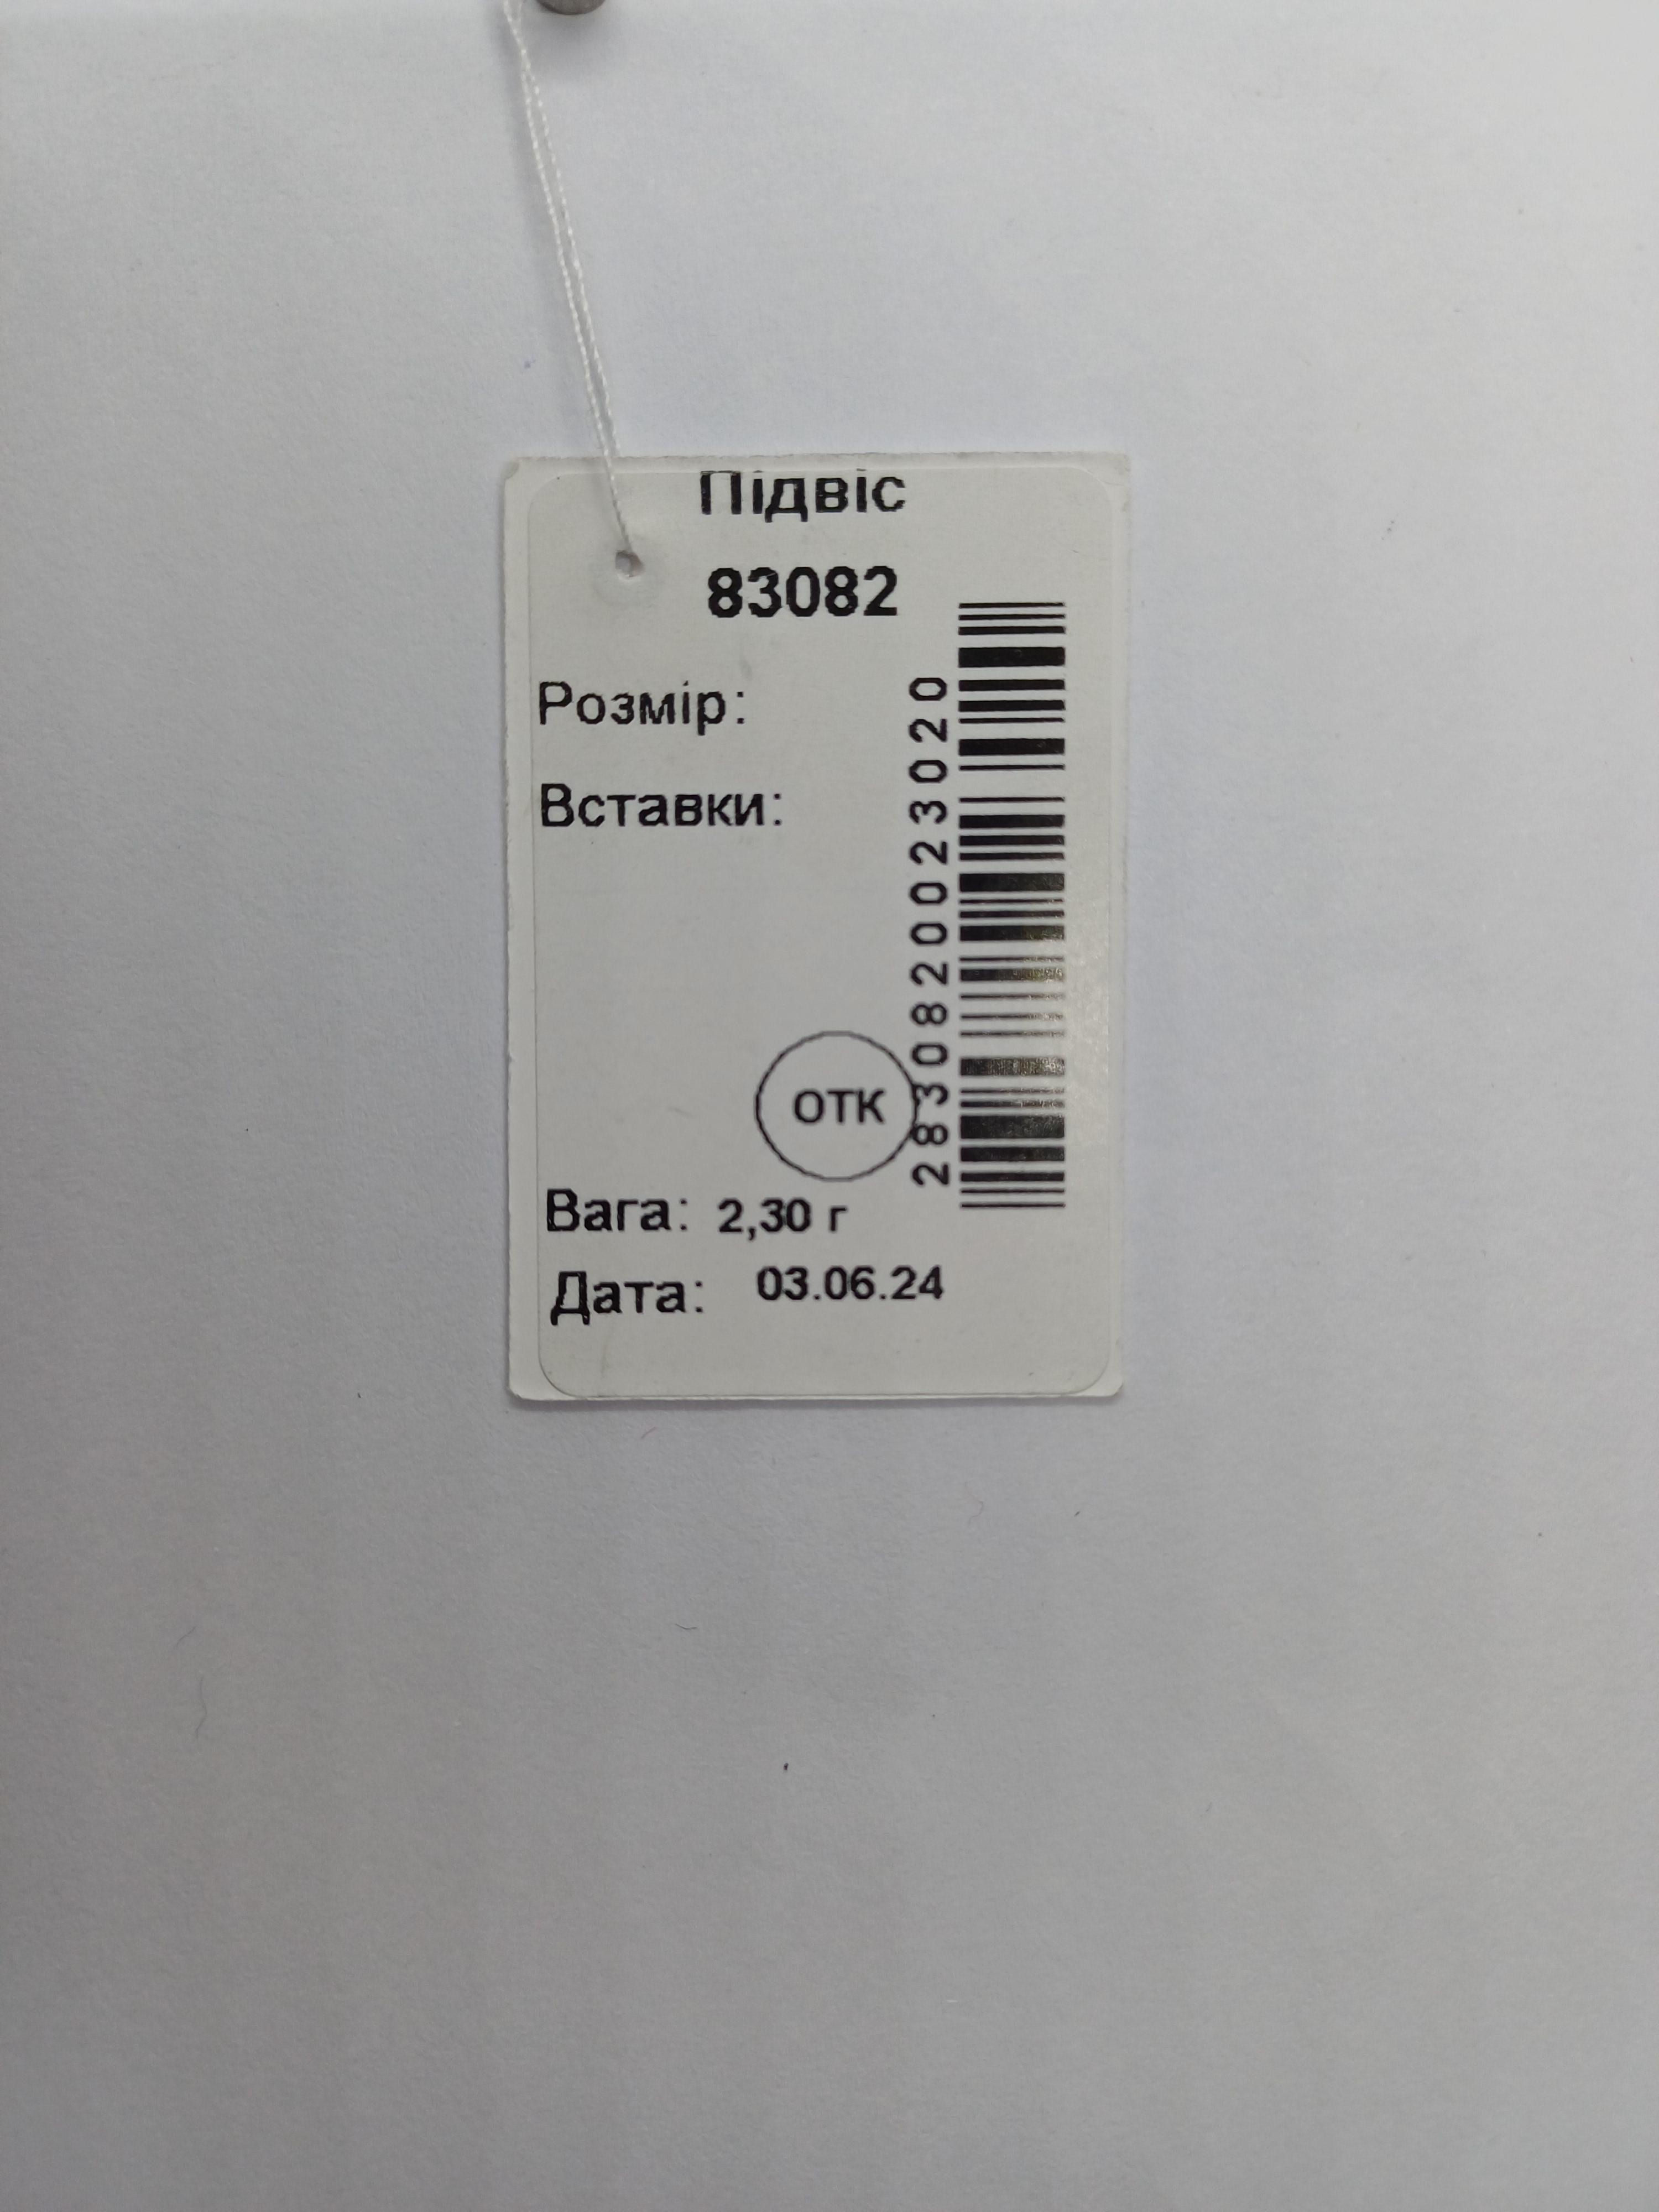 Підвіс
83082
Розмір:
Вставки:
2830820023020
ОТК
Вага: 2,30 г
Дата: 03.06.24